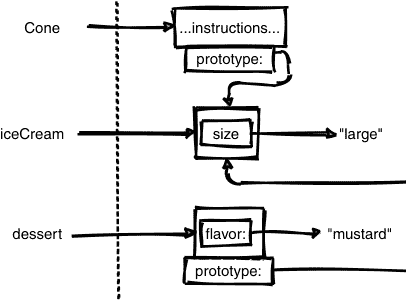 Cone
...instructions...
prototype:
iceCream
size
"large"
dessert
flavor:
"mustard"
prototype: